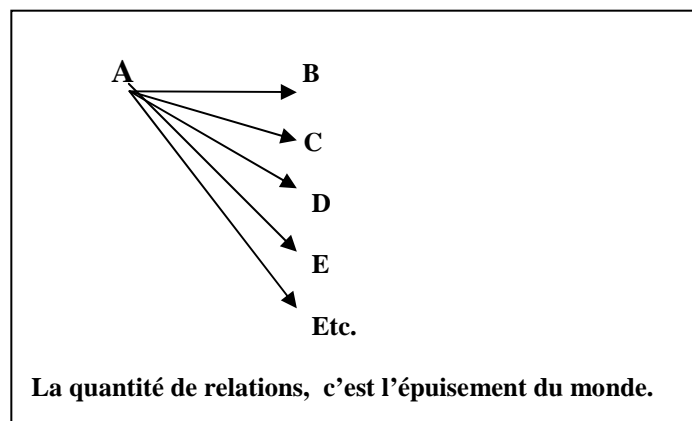 A B
C
D
E
Etc.
La quantité de relations,  c’est l’épuisement du monde.